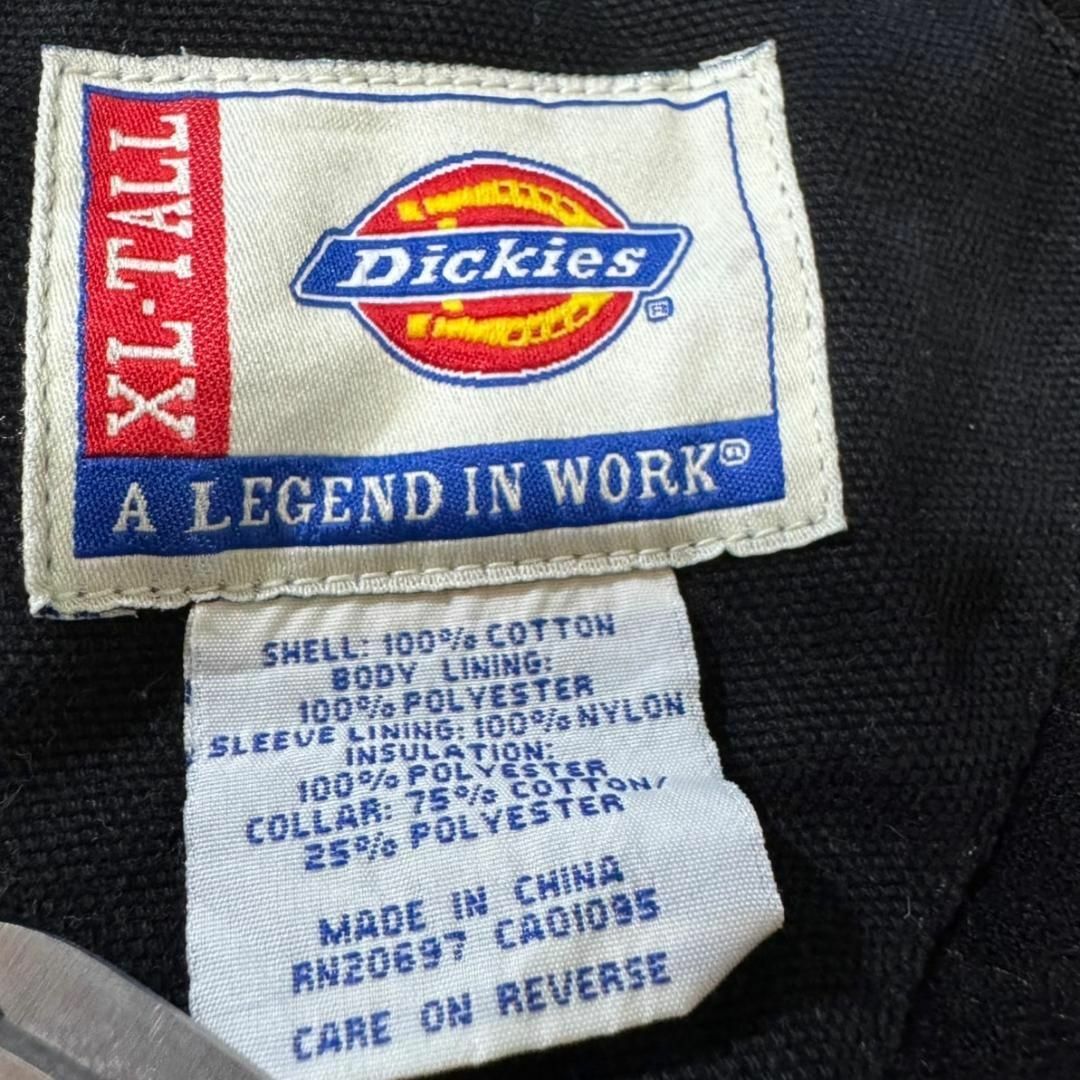 XL·TALL
Dickies
®
A LEGEND IN WORK®
SHELL: 100% COTTON
BODY LINING:
100% POLYESTER
SLEEVE LINING: 100% NYLON
INSULATION:
100% POLYESTER
COLLAR: 75% COTTON/
25% POLYESTER
MADE IN CHINA
RN20697 CA01095
CARE ON REVERSE